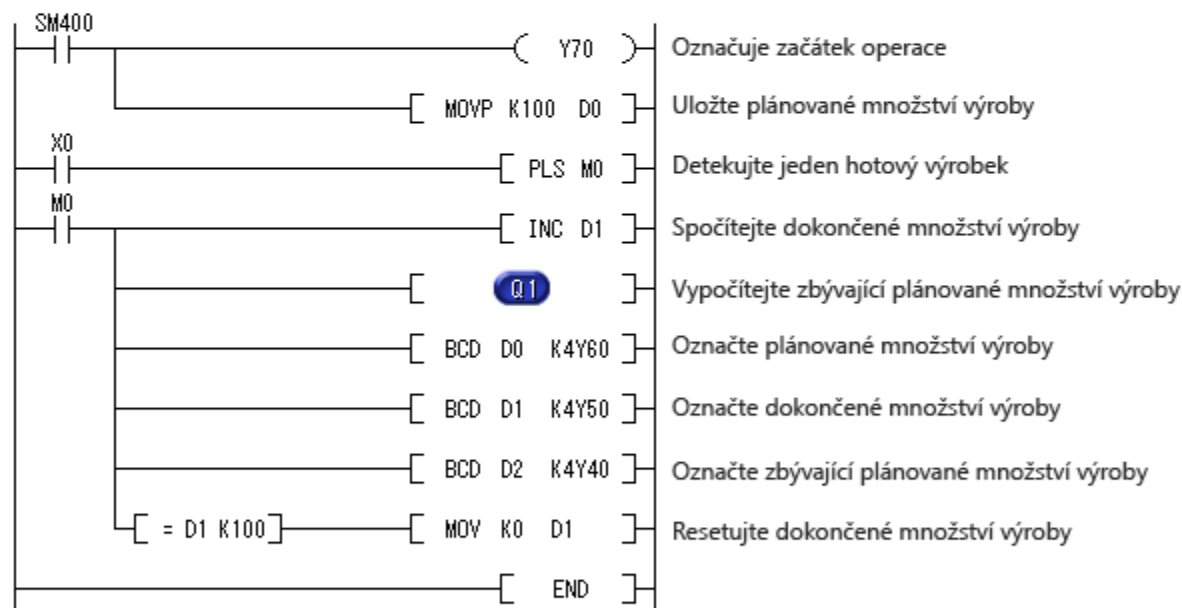 SM400
Y70 Označuje začátek operace
MOVP K100 D0 Uložte plánované množství výroby
X0
PLS M0 Detekujte jeden hotový výrobek
M0
INC D1 Spočítejte dokončené množství výroby
Q1 Vypočítejte zbývající plánované množství výroby
BCD D0 K4Y60 Označte plánované množství výroby
BCD D1 K4Y50 Označte dokončené množství výroby
BCD D2 K4Y40 Označte zbývající plánované množství výroby
= D1 K100 MOV K0 D1 Resetujte dokončené množství výroby
END